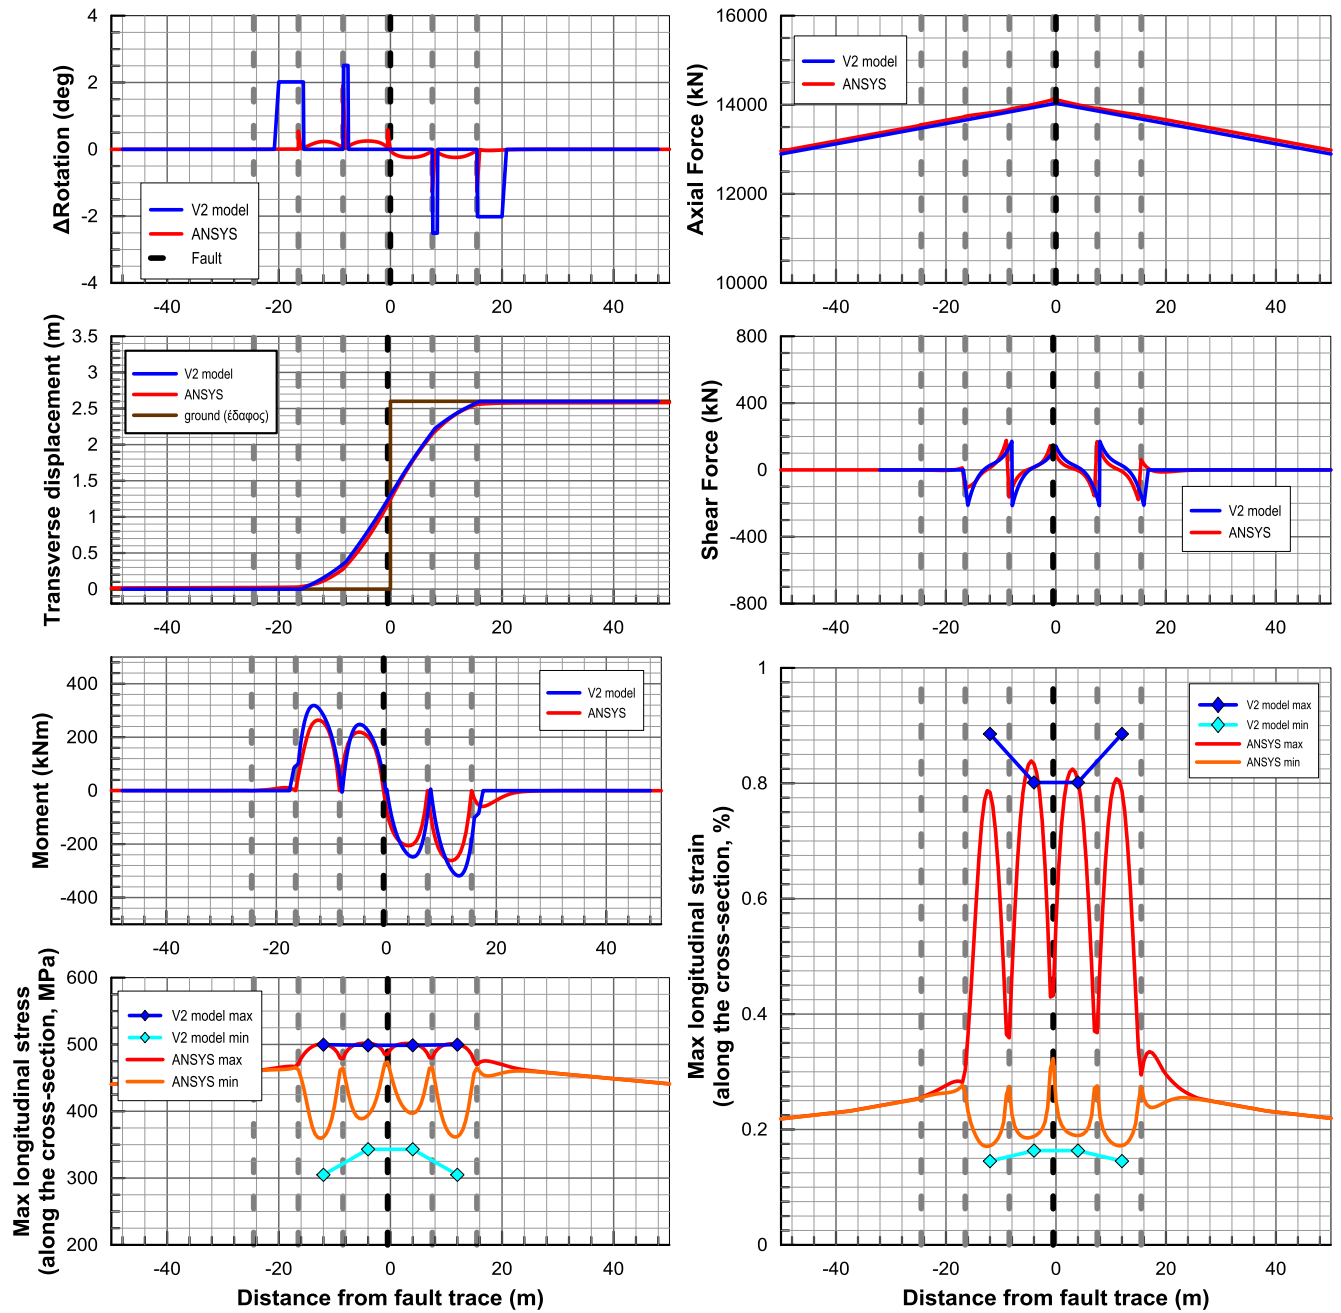 ΔRotation (deg)
4
2
0
-2
-4
V2 model
ANSYS
Fault
-40
-20
0
20
40
Axial Force (kN)
16000
14000
12000
10000
V2 model
ANSYS
-40
-20
0
20
40
Transverse displacement (m)
3.5
3
2.5
2
1.5
1
0.5
0
V2 model
ANSYS
ground (έδαφος)
-40
-20
0
20
40
Shear Force (kN)
800
400
0
-400
-800
V2 model
ANSYS
-40
-20
0
20
40
Moment (kNm)
400
200
0
-200
-400
V2 model
ANSYS
-40
-20
0
20
40
Max longitudinal stress
(along the cross-section, MPa)
600
500
400
300
200
V2 model max
V2 model min
ANSYS max
ANSYS min
-40
-20
0
20
40
Distance from fault trace (m)
Max longitudinal strain
(along the cross-section, %)
1
0.8
0.6
0.4
0.2
0
V2 model max
V2 model min
ANSYS max
ANSYS min
-40
-20
0
20
40
Distance from fault trace (m)